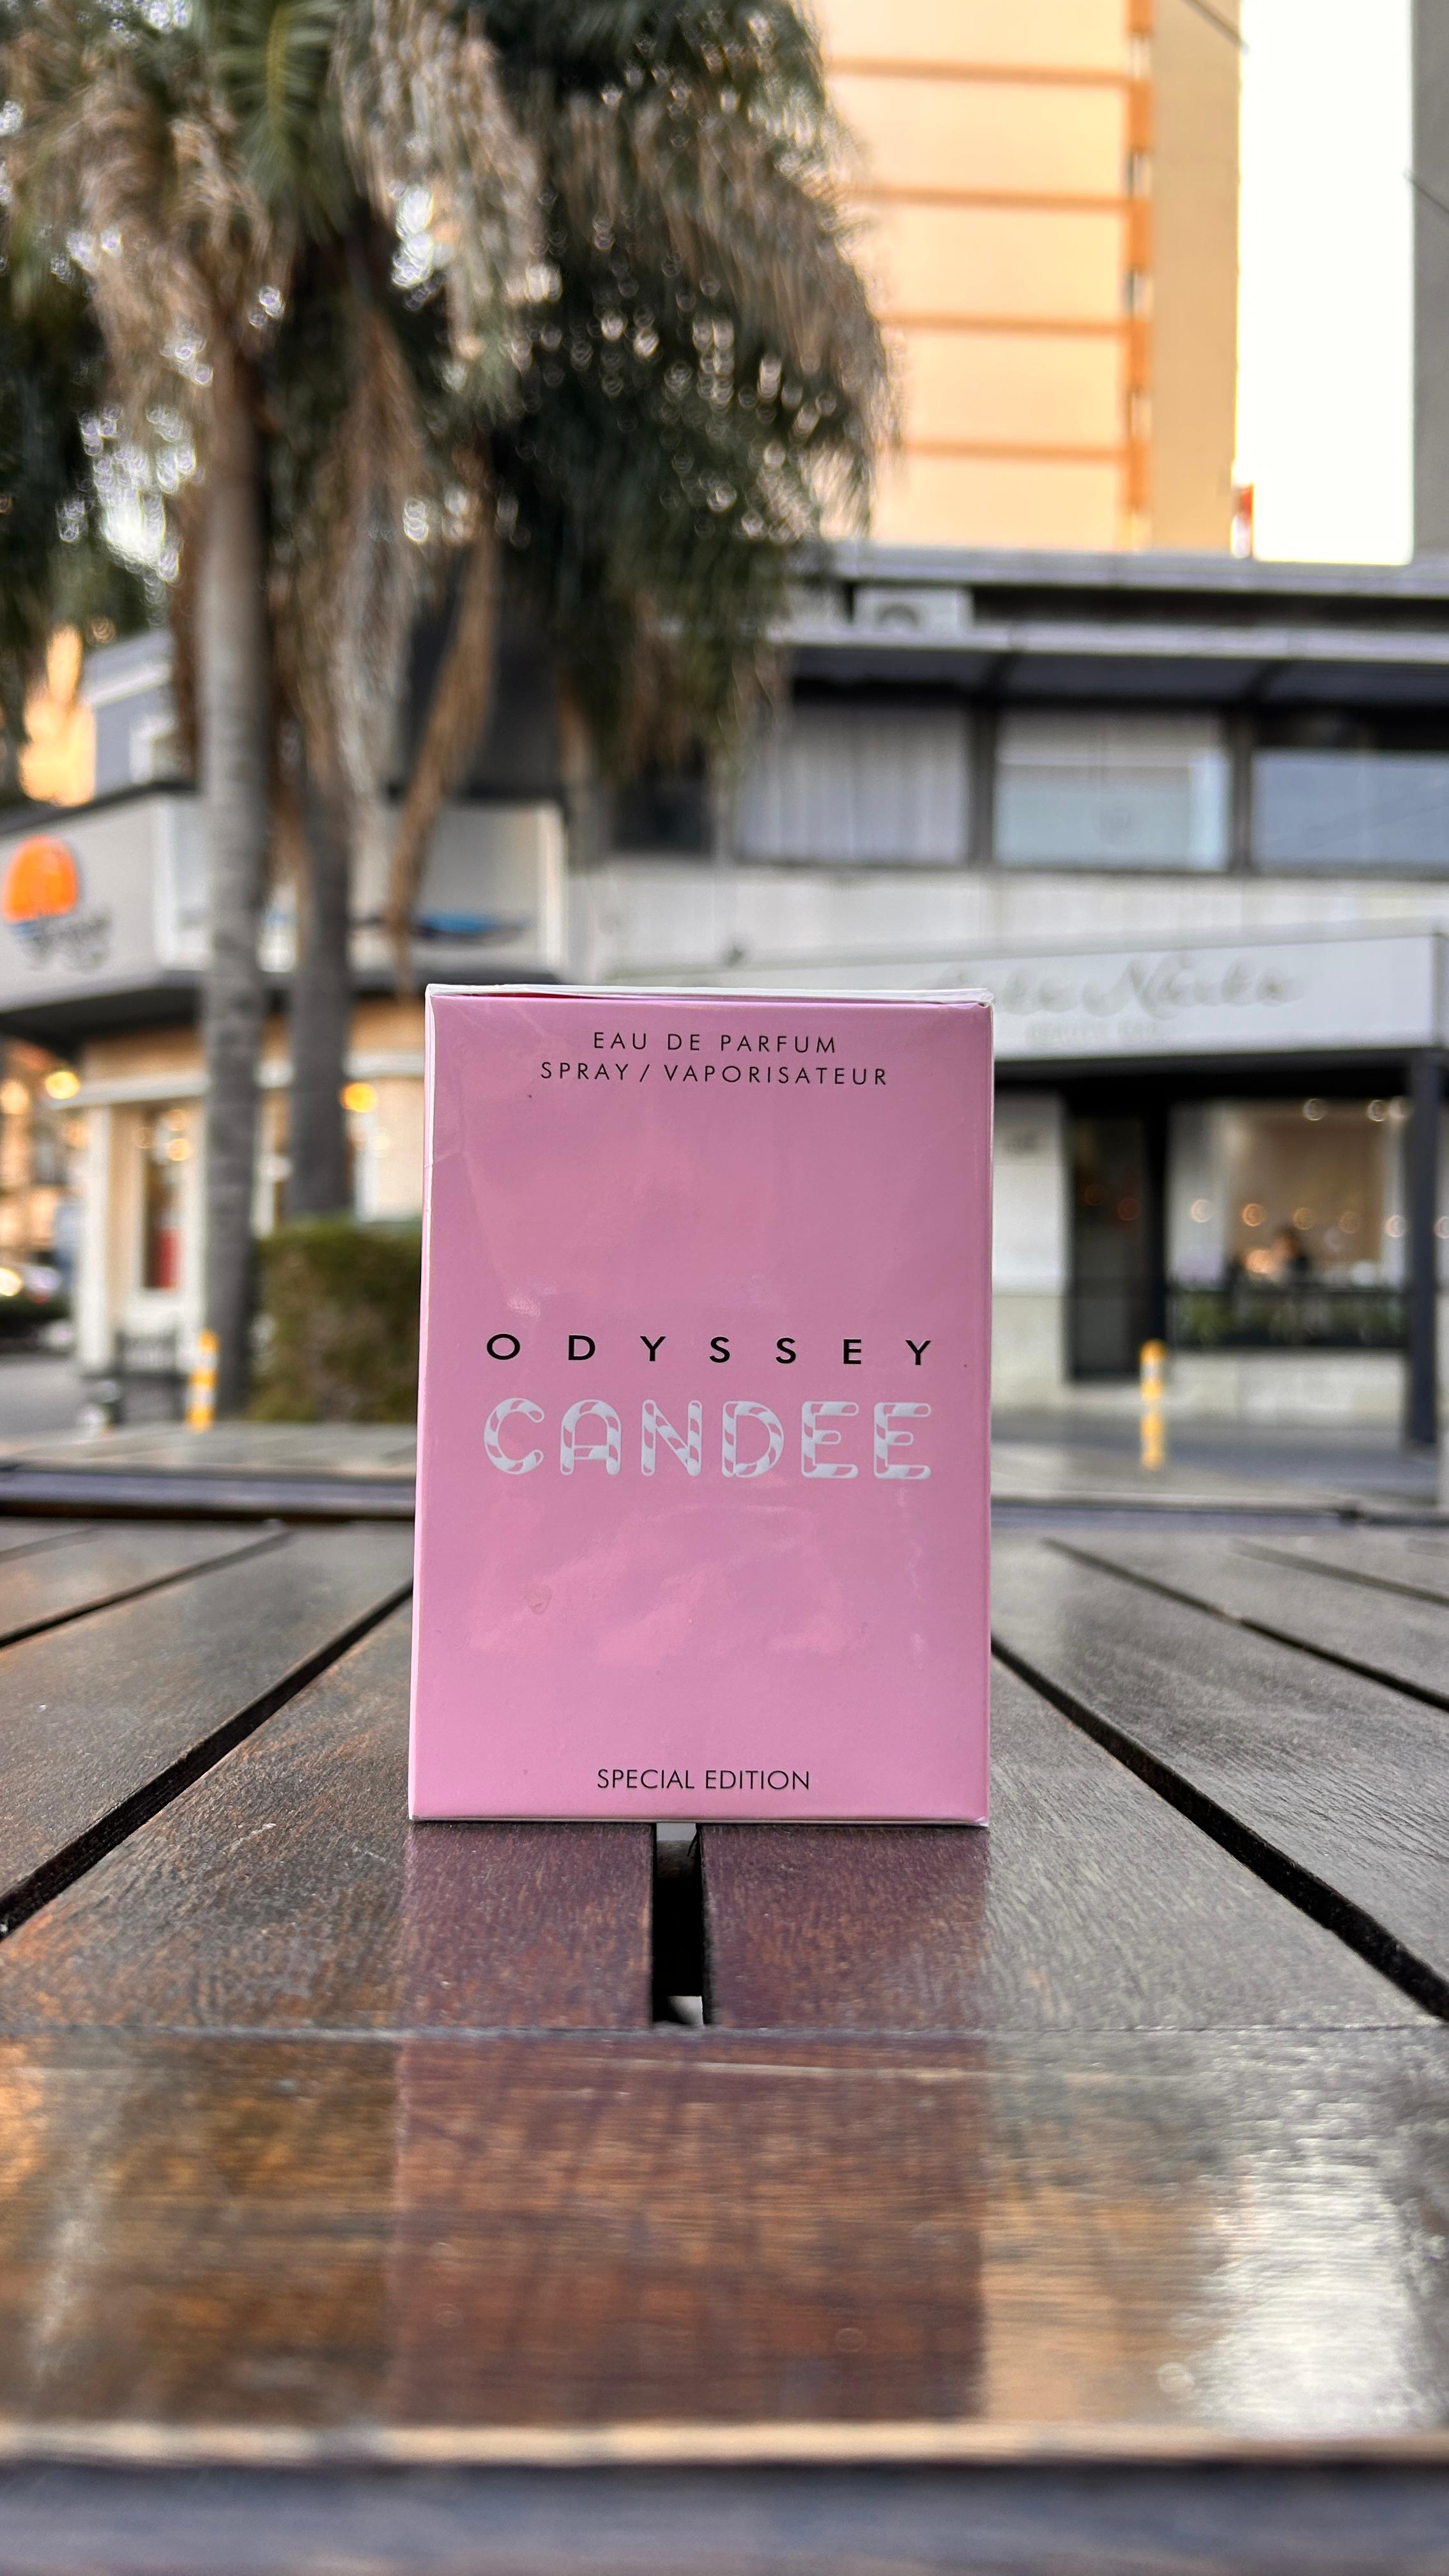 EAU DE PARFUM
SPRAY / VAPORISATEUR
ODYSSEY
CANDEE
SPECIAL EDITION